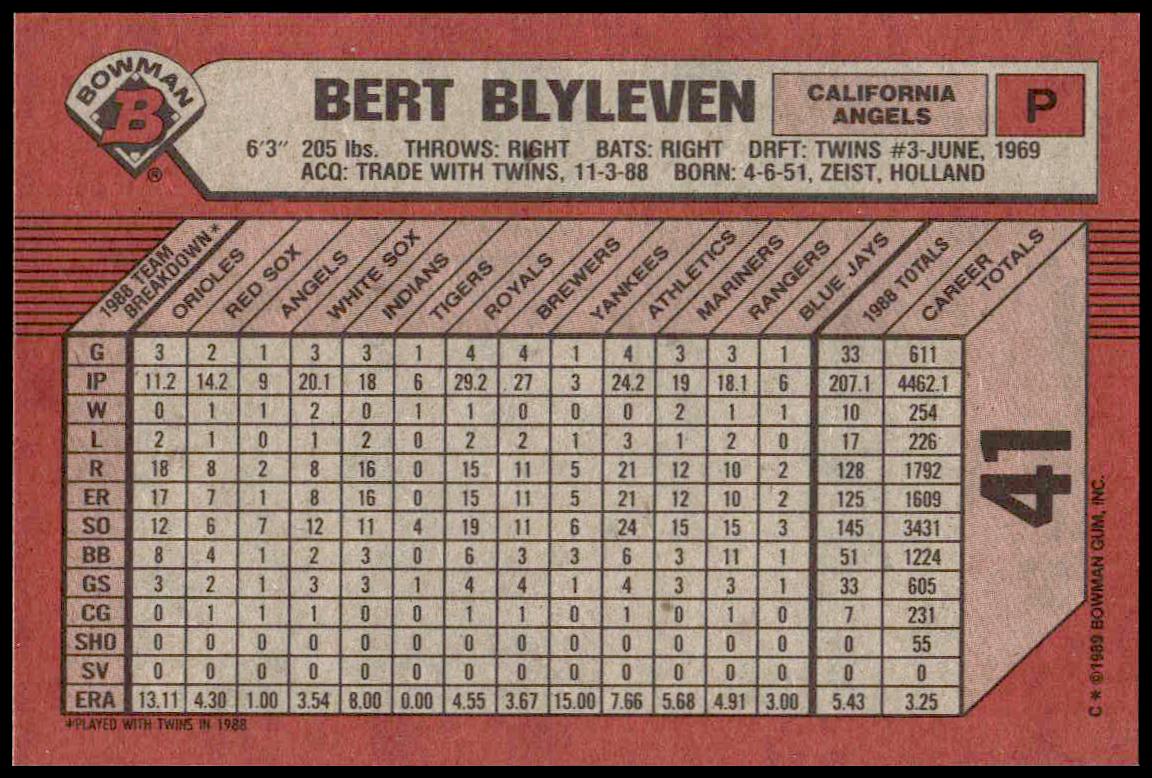 BOWMAN
B
®
BERT BLYLEVEN
CALIFORNIA
ANGELS
P
6'3" 205 lbs. THROWS: RIGHT BATS: RIGHT DRFT: TWINS #3-JUNE, 1969
ACQ: TRADE WITH TWINS, 11-3-88 BORN: 4-6-51, ZEIST, HOLLAND
1988 TEAM BREAKDOWN* ORIOLES RED SOX ANGELS WHITE SOX INDIANS TIGERS ROYALS BREWERS YANKEES ATHLETICS MARINERS RANGERS BLUE JAYS 1988 TOTALS CAREER TOTALS
G 3 2 1 3 3 1 4 4 1 4 3 3 1 33 611
IP 11.2 14.2 9 20.1 18 6 29.2 27 3 24.2 19 18.1 6 207.1 4462.1
W 0 1 1 2 0 1 1 0 0 0 2 1 1 10 254
L 2 1 0 1 2 0 2 2 1 3 1 2 0 17 226
R 18 8 2 8 16 0 15 11 5 21 12 10 2 128 1792
ER 17 7 1 8 16 0 15 11 5 21 12 10 2 125 1609
SO 12 6 7 12 11 4 19 11 6 24 15 15 3 145 3431
BB 8 4 1 2 3 0 6 3 3 6 3 11 1 51 1224
GS 3 2 1 3 3 1 4 4 1 4 3 3 1 33 605
CG 0 1 1 1 0 0 1 1 0 1 0 1 0 7 231
SHO 0 0 0 0 0 0 0 0 0 0 0 0 0 0 55
SV 0 0 0 0 0 0 0 0 0 0 0 0 0 0 0
ERA 13.11 4.30 1.00 3.54 8.00 0.00 4.55 3.67 15.00 7.66 5.68 4.91 3.00 5.43 3.25
*PLAYED WITH TWINS IN 1988
41
C * ©1989 BOWMAN GUM, INC.